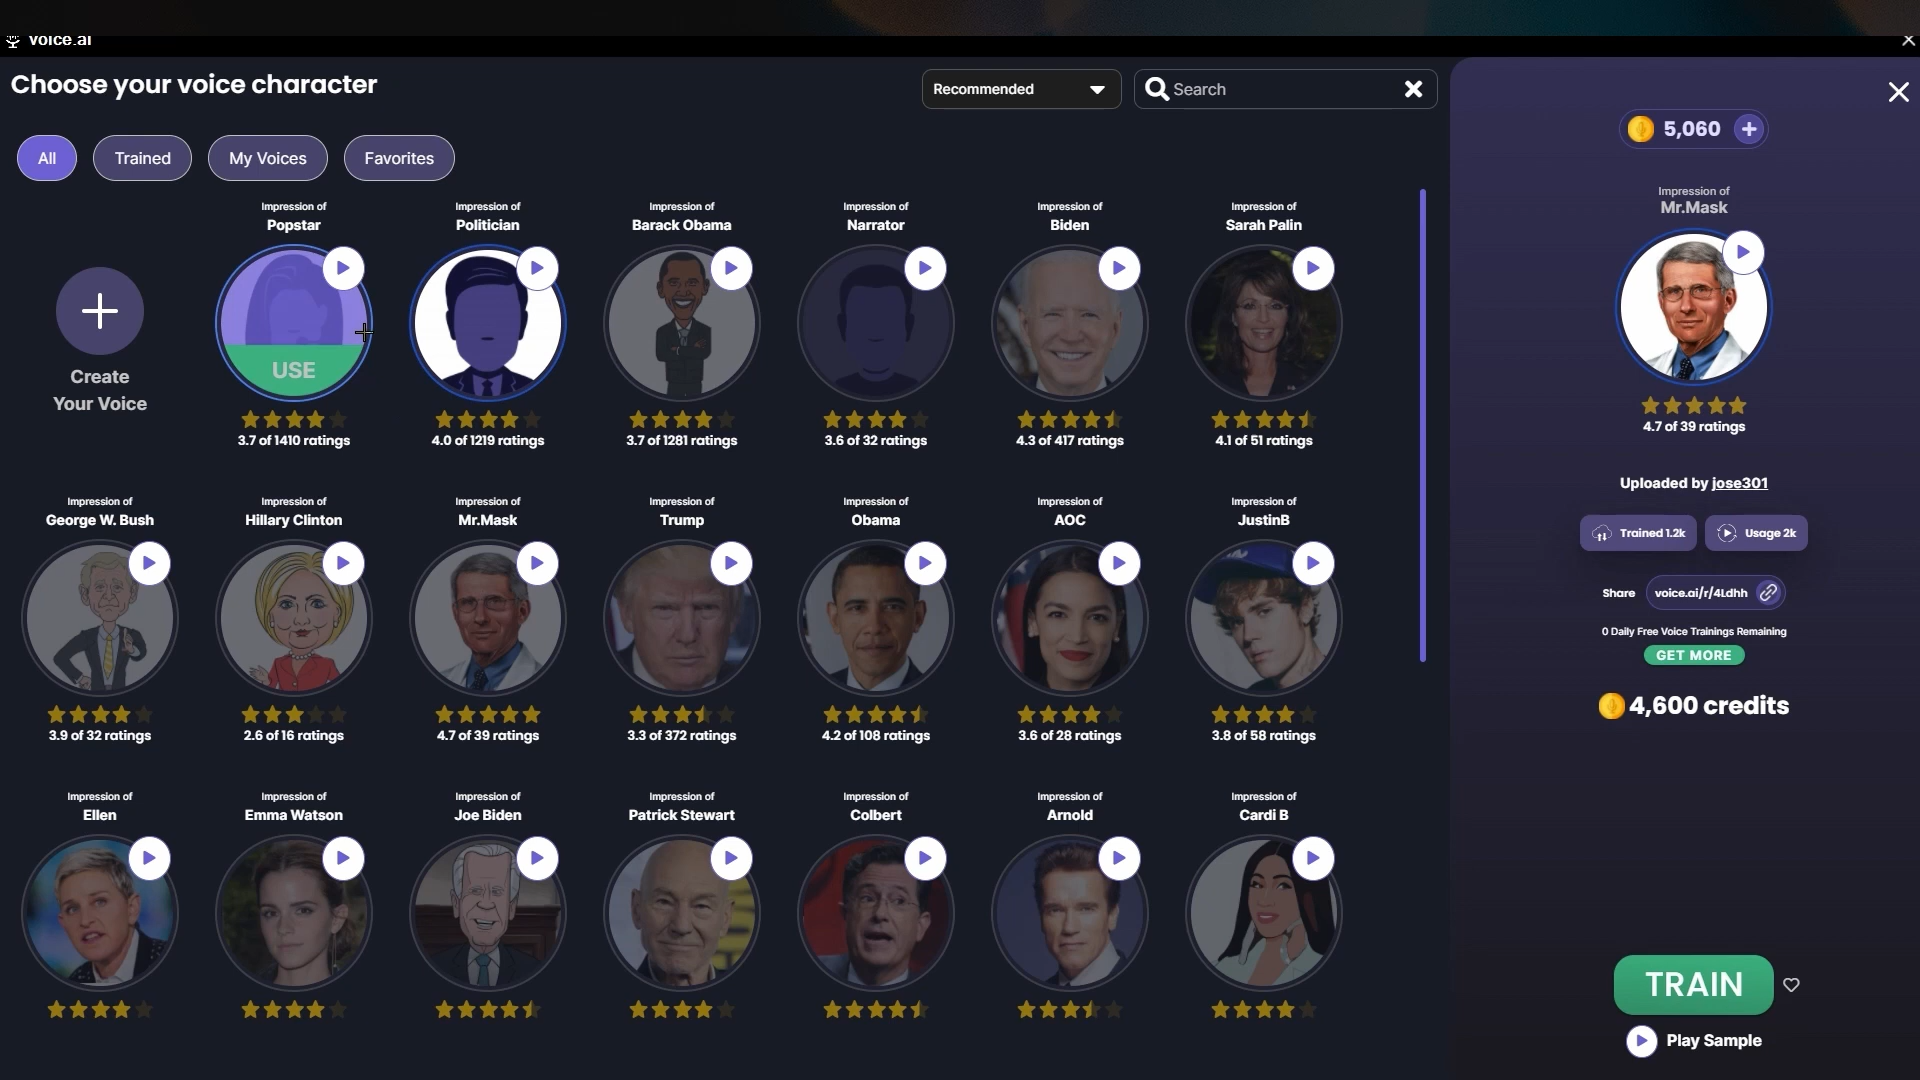 voice.ai
Choose your voice character
Recommended
Search
All
Trained
My Voices
Favorites
Create
Your Voice
Impression of
Popstar
USE
3.7 of 1410 ratings
Impression of
Politician
4.0 of 1219 ratings
Impression of
Barack Obama
3.7 of 1281 ratings
Impression of
Narrator
3.6 of 32 ratings
Impression of
Biden
4.3 of 417 ratings
Impression of
Sarah Palin
4.1 of 51 ratings
Impression of
George W. Bush
3.9 of 32 ratings
Impression of
Hillary Clinton
2.6 of 16 ratings
Impression of
Mr.Mask
4.7 of 39 ratings
Impression of
Trump
3.3 of 372 ratings
Impression of
Obama
4.2 of 108 ratings
Impression of
AOC
3.6 of 28 ratings
Impression of
JustinB
3.8 of 58 ratings
Impression of
Ellen
Impression of
Emma Watson
Impression of
Joe Biden
Impression of
Patrick Stewart
Impression of
Colbert
Impression of
Arnold
Impression of
Cardi B
5,060
Impression of
Mr.Mask
4.7 of 39 ratings
Uploaded by jose301
Trained 1.2k
Usage 2k
Share voice.ai/r/4Ldhh
0 Daily Free Voice Trainings Remaining
GET MORE
4,600 credits
TRAIN
Play Sample